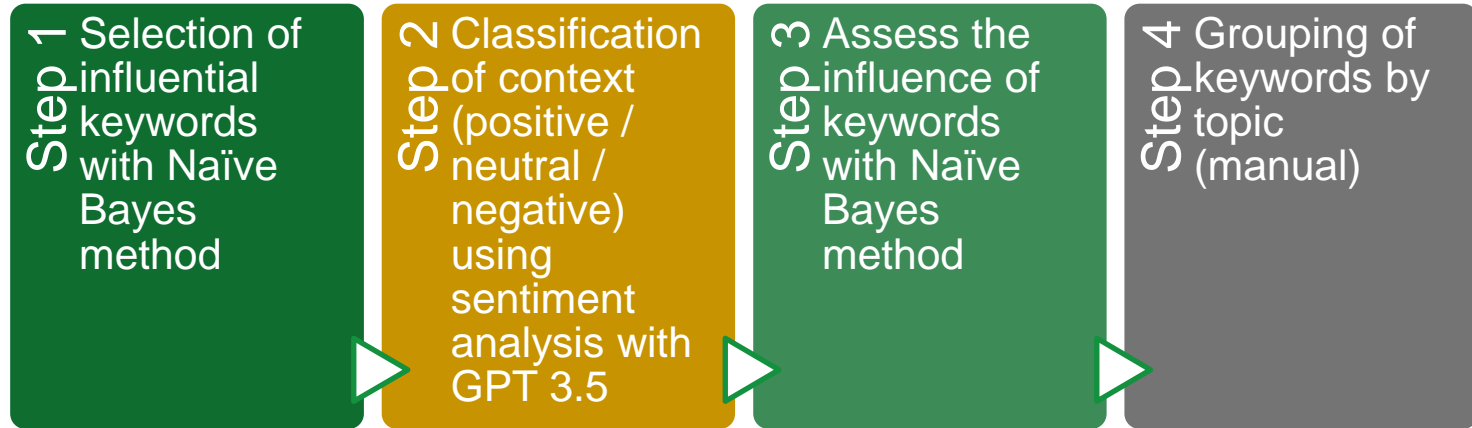 Step 1
Selection of
influential
keywords
with Naïve
Bayes
method
Step 2
Classification
of context
(positive /
neutral /
negative)
using
sentiment
analysis with
GPT 3.5
Step 3
Assess the
influence of
keywords
with Naïve
Bayes
method
Step 4
Grouping of
keywords by
topic
(manual)